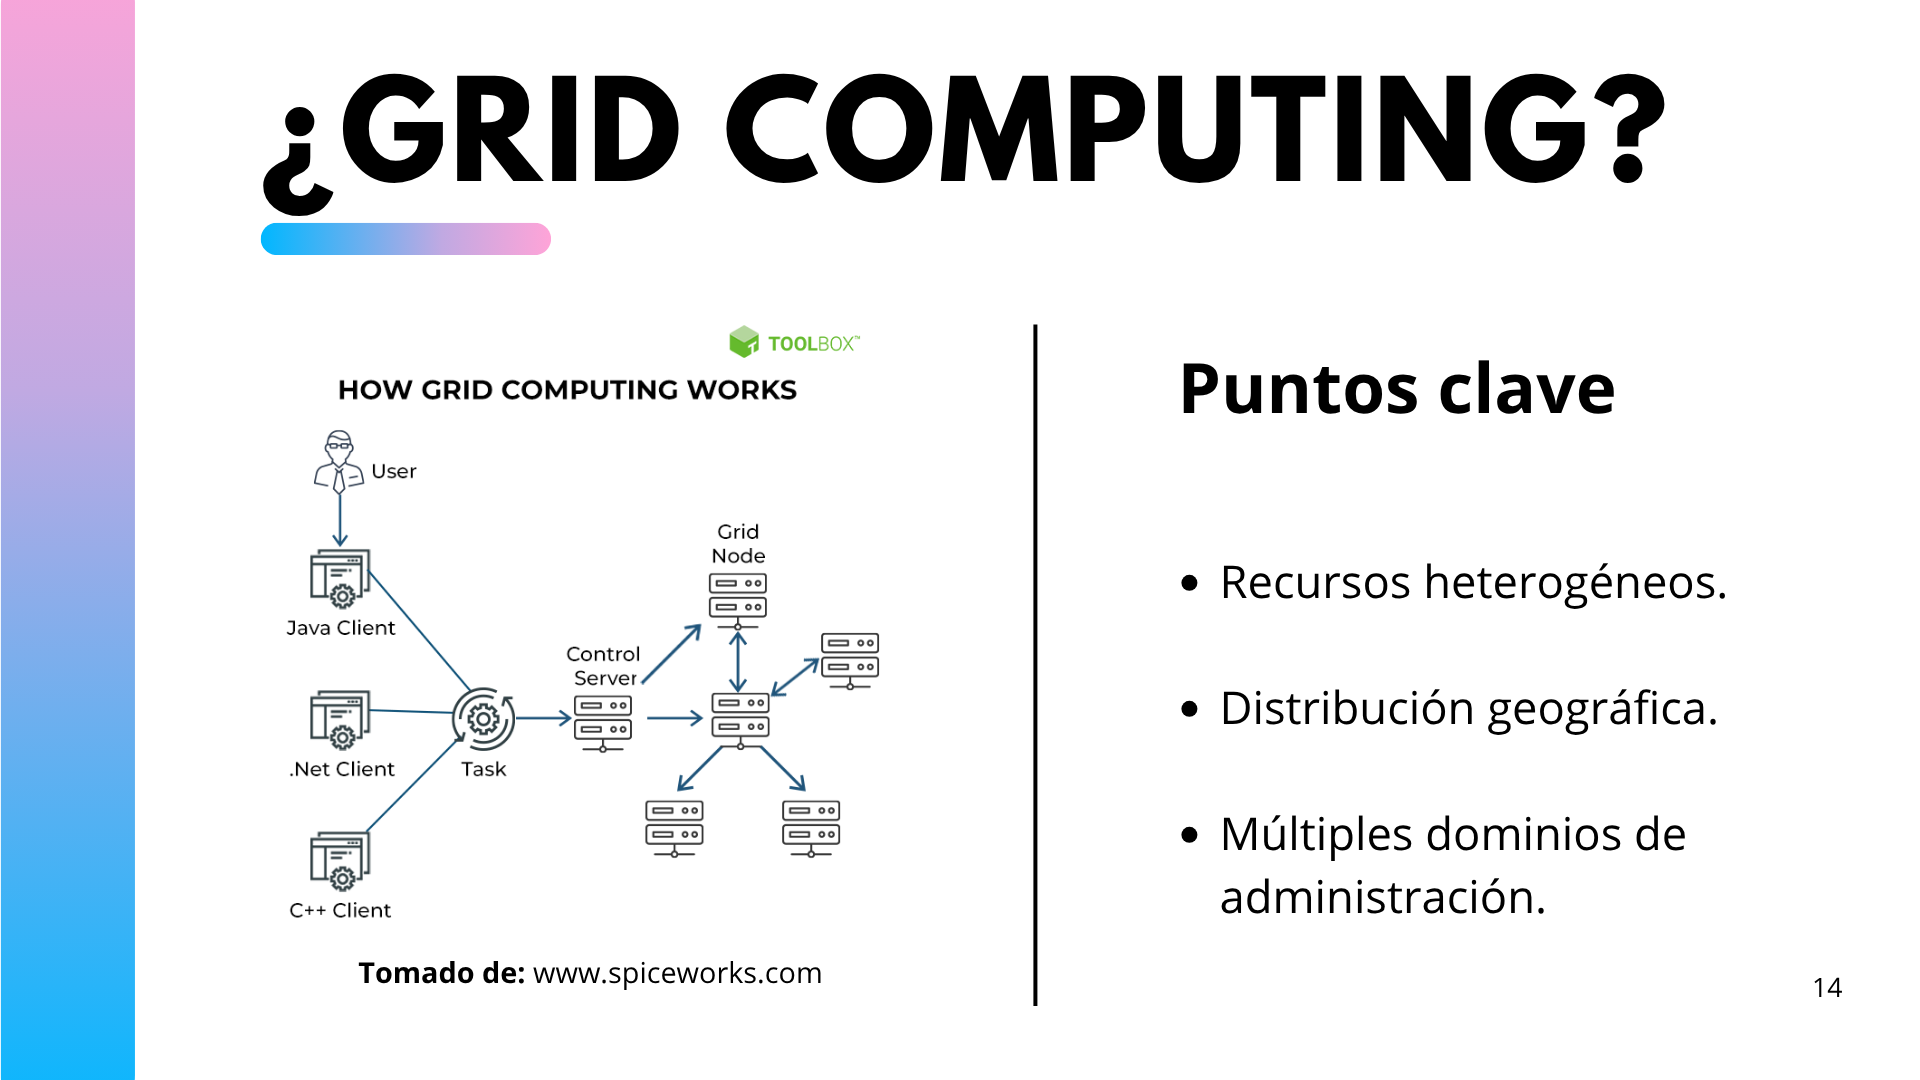 ¿GRID COMPUTING?
TOOLBOX™
HOW GRID COMPUTING WORKS
User
Java Client
.Net Client
C++ Client
Task
Control
Server
Grid
Node
Tomado de: www.spiceworks.com
Puntos clave
• Recursos heterogéneos.
• Distribución geográfica.
• Múltiples dominios de
administración.
14